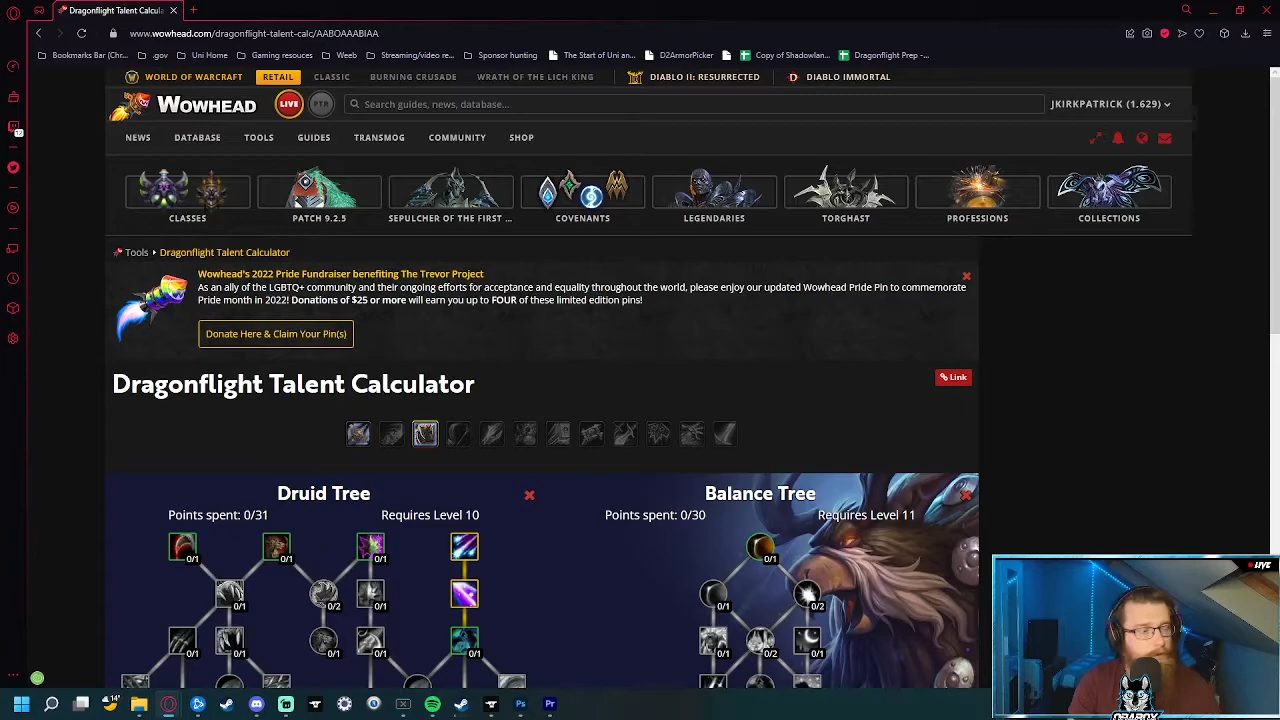 Dragonflight Talent Calcula
www.wowhead.com/dragonflight-talent-calc/AABOAAABIAA
Bookmarks Bar (Chro... .gov Uni Home Gaming resouces Weeb Streaming/video re... Sponsor hunting The Start of Uni an... D2ArmorPicker Copy of Shadowlan... Dragonflight Prep -...
WORLD OF WARCRAFT RETAIL CLASSIC BURNING CRUSADE WRATH OF THE LICH KING DIABLO II: RESURRECTED DIABLO IMMORTAL
WOWHEAD LIVE PTR Search guides, news, database... JKIRKPATRICK (1,629)
NEWS DATABASE TOOLS GUIDES TRANSMOG COMMUNITY SHOP
12
CLASSES PATCH 9.2.5 SEPULCHER OF THE FIRST ... COVENANTS LEGENDARIES TORGHAST PROFESSIONS COLLECTIONS
Tools Dragonflight Talent Calculator
Wowhead's 2022 Pride Fundraiser benefiting The Trevor Project
As an ally of the LGBTQ+ community and their ongoing efforts for acceptance and equality throughout the world, please enjoy our updated Wowhead Pride Pin to commemorate
Pride month in 2022! Donations of $25 or more will earn you up to FOUR of these limited edition pins!
Donate Here & Claim Your Pin(s)
Dragonflight Talent Calculator Link
Druid Tree Balance Tree
Points spent: 0/31 Requires Level 10 Points spent: 0/30 Requires Level 11
0/1 0/1 0/1 0/1
0/1 0/2 0/1 0/1 0/2
0/1 0/1 0/1 0/1 0/1 0/1 0/2 0/1
LIVE
14°